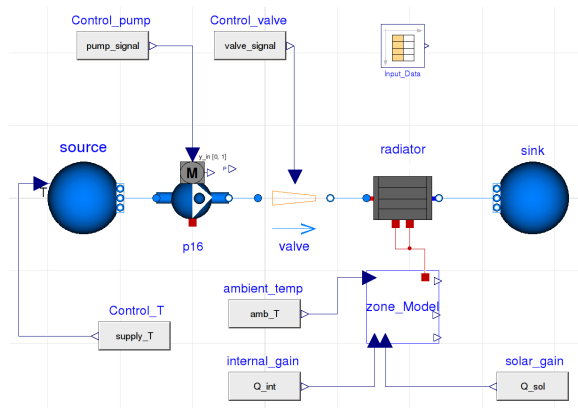 Control_pump
Control_valve
pump_signal
valve_signal
Input_Data
source
y_in [0, 1]
P
M
T
radiator
sink
p16
valve
ambient_temp
zone_Model
Control_T
amb_T
supply_T
internal_gain
solar_gain
Q_int
Q_sol